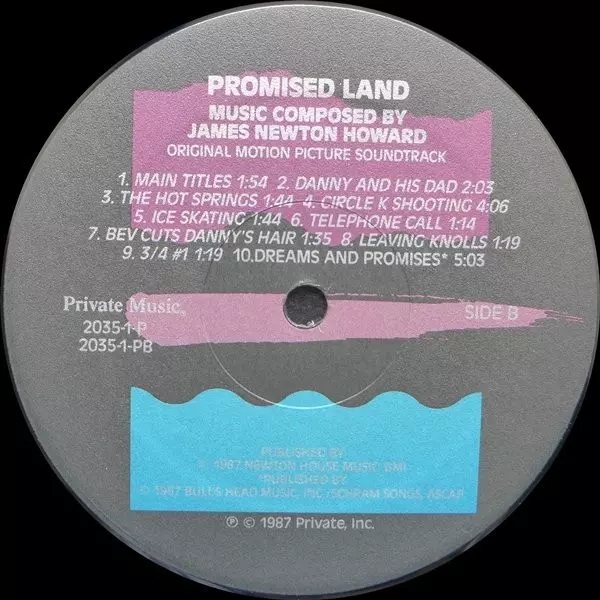 PROMISED LAND
MUSIC COMPOSED BY
JAMES NEWTON HOWARD
ORIGINAL MOTION PICTURE SOUNDTRACK
1. MAIN TITLES 1:54 2. DANNY AND HIS DAD 2:03
3. THE HOT SPRINGS 1:44 4. CIRCLE K SHOOTING 4:06
5. ICE SKATING 1:44 6. TELEPHONE CALL 1:14
7. BEV CUTS DANNY'S HAIR 1:35 8. LEAVING KNOLLS 1:19
9. 3/4 #1 1:19 10.DREAMS AND PROMISES* 5:03
Private Music®
SIDE B
2035-1-P
2035-1-PB
PUBLISHED BY
© 1987 NEWTON HOUSE MUSIC BMI
*PUBLISHED BY
© 1987 BULL'S HEAD MUSIC, INC./SCHRAM SONGS, ASCAP
℗ © 1987 Private, Inc.